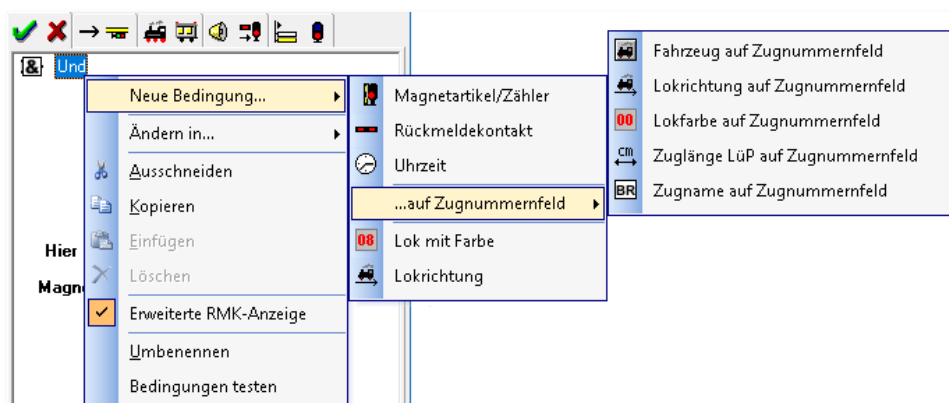 & Und
Neue Bedingung...
Ändern in...
Ausschneiden
Kopieren
Einfügen
Löschen
Erweiterte RMK-Anzeige
Umbenennen
Bedingungen testen
Hier
Magn
Magnetartikel/Zähler
Rückmeldekontakt
Uhrzeit
...auf Zugnummernfeld
08 Lok mit Farbe
Lokrichtung
Fahrzeug auf Zugnummernfeld
Lokrichtung auf Zugnummernfeld
00 Lokfarbe auf Zugnummernfeld
cm Zuglänge LüP auf Zugnummernfeld
BR Zugname auf Zugnummernfeld